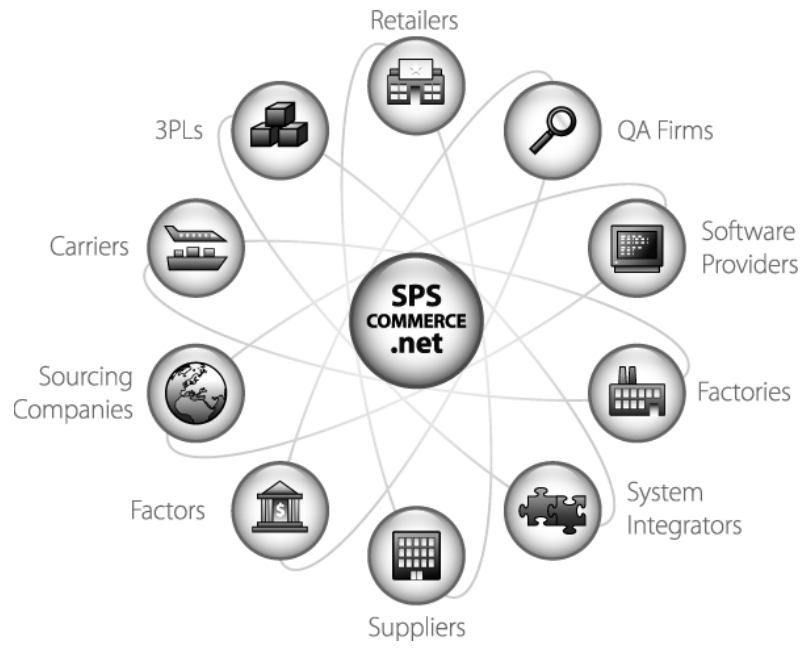 Retailers
3PLs
QA Firms
Carriers
Software
Providers
SPS
COMMERCE
.net
Sourcing
Companies
Factories
Factors
$
System
Integrators
Suppliers